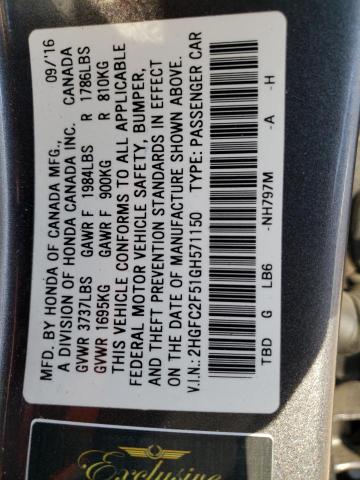 MFD. BY HONDA OF CANADA MFG., 09/'16
A DIVISION OF HONDA CANADA INC. CANADA
GVWR 3737LBS GAWR F 1984LBS R 1786LBS
GVWR 1695KG GAWR F 900KG R 810KG
THIS VEHICLE CONFORMS TO ALL APPLICABLE
FEDERAL MOTOR VEHICLE SAFETY, BUMPER,
AND THEFT PREVENTION STANDARDS IN EFFECT
ON THE DATE OF MANUFACTURE SHOWN ABOVE.
V.I.N.: 2HGFC2F51GH571150 TYPE: PASSENGER CAR
TBD G LB6 -NH797M -A -H
Exclusive